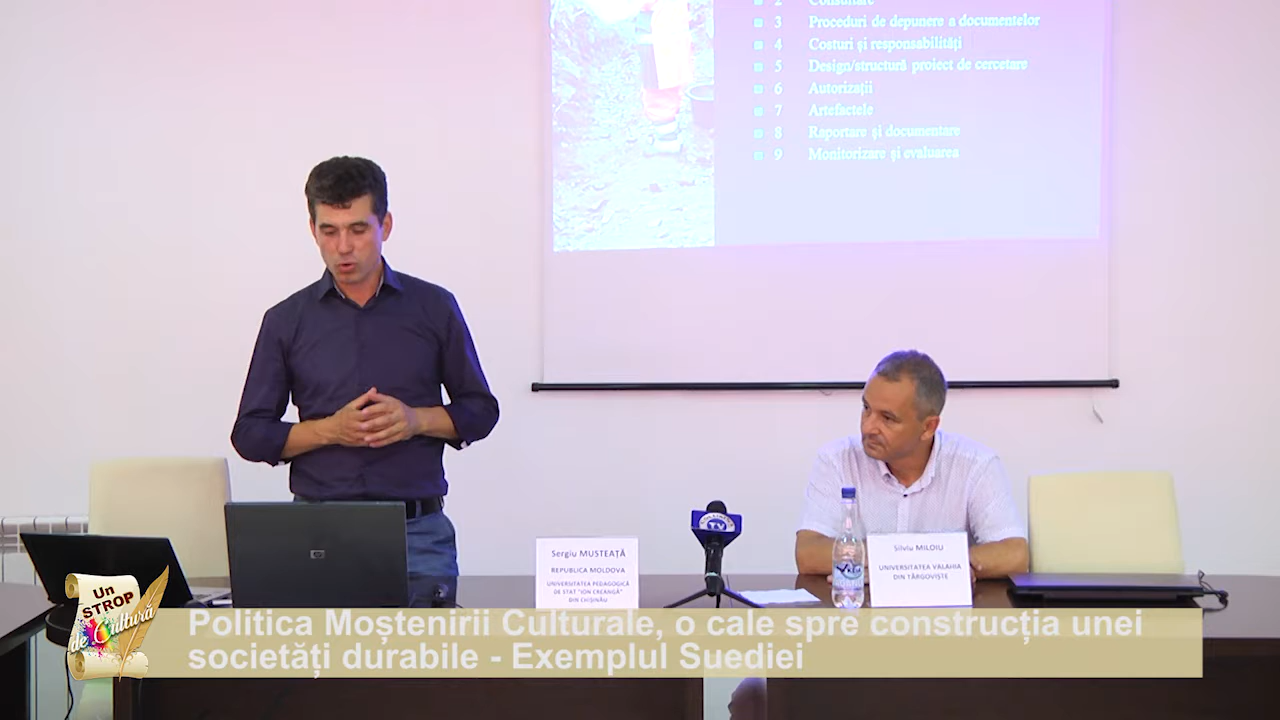 2 Consultare
3 Proceduri de depunere a documentelor
4 Costuri și responsabilități
5 Design/structură proiect de cercetare
6 Autorizații
7 Artefactele
8 Raportare și documentare
9 Monitorizare și evaluarea
hp
TV
Sergiu MUSTEAȚĂ
REPUBLICA MOLDOVA
UNIVERSITATEA PEDAGOGICĂ
DE STAT "ION CREANGĂ"
DIN CHIȘINĂU
Silviu MILOIU
UNIVERSITATEA VALAHIA
DIN TÂRGOVIȘTE
Un
STROP
de Cultură
Politica Moștenirii Culturale, o cale spre construcția unei
societăți durabile - Exemplul Suediei